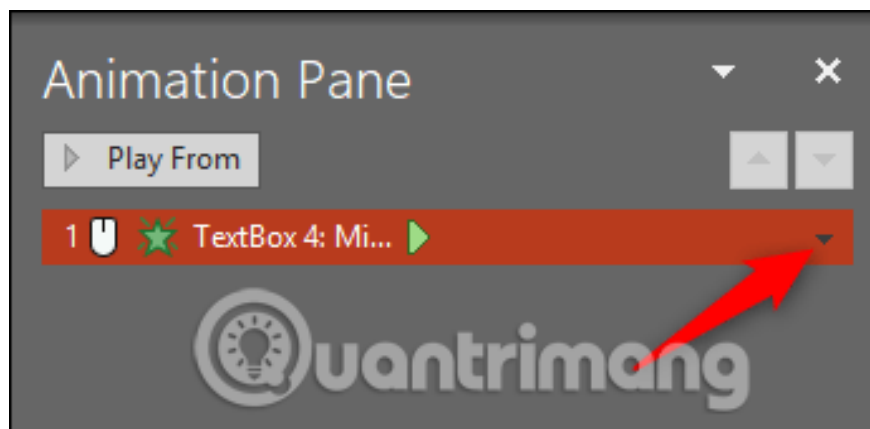 Animation Pane
Play From
1 TextBox 4: Mi...
Quantrimang